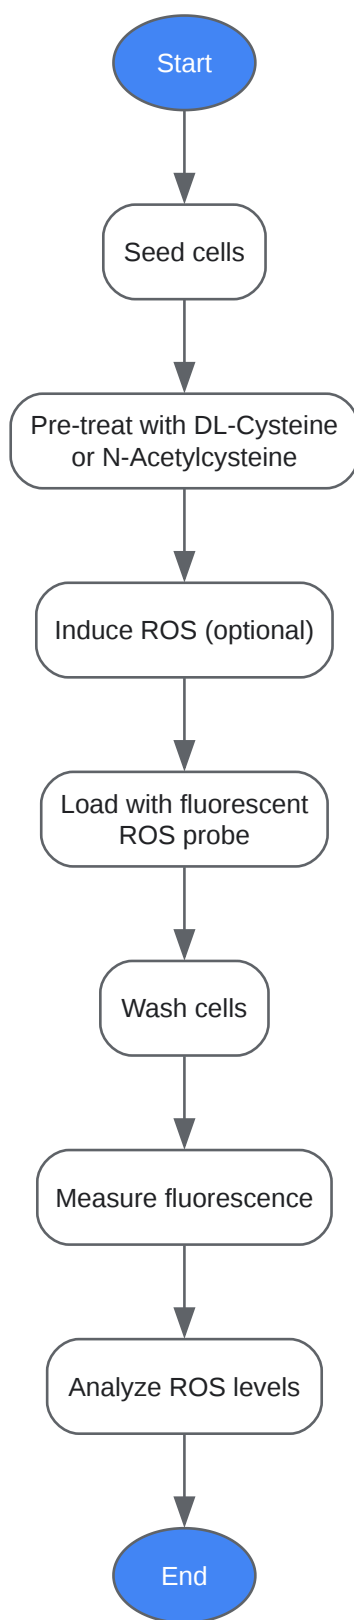 Start
Seed cells
Pre-treat with DL-Cysteine
or N-Acetylcysteine
Induce ROS (optional)
Load with fluorescent
ROS probe
Wash cells
Measure fluorescence
Analyze ROS levels
End